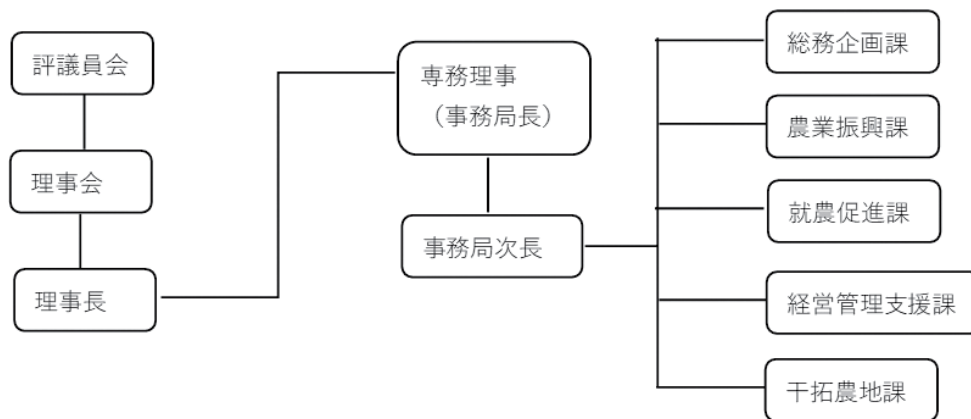 評議員会
理事会
理事長
専務理事
（事務局長）
事務局次長
総務企画課
農業振興課
就農促進課
経営管理支援課
干拓農地課